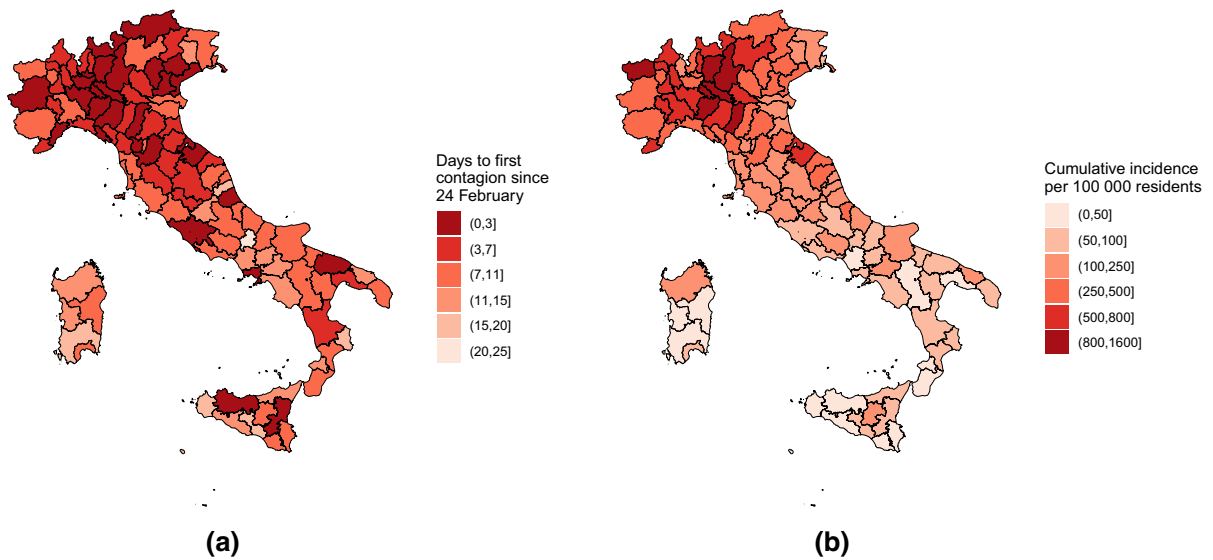 Days to first
contagion since
24 February
(0,3]
(3,7]
(7,11]
(11,15]
(15,20]
(20,25]
(a)
Cumulative incidence
per 100 000 residents
(0,50]
(50,100]
(100,250]
(250,500]
(500,800]
(800,1600]
(b)